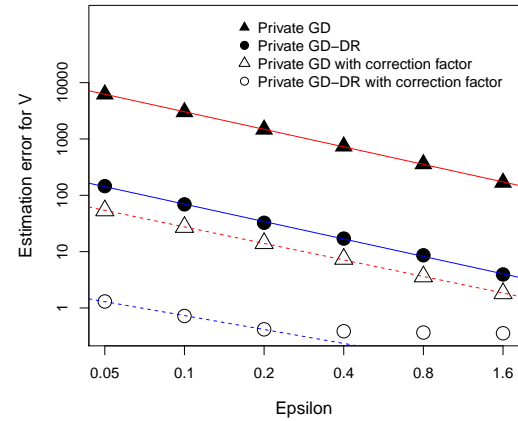 Private GD
Private GD−DR
Private GD with correction factor
Private GD−DR with correction factor
Estimation error for V
10000
1000
100
10
1
0.05 0.1 0.2 0.4 0.8 1.6
Epsilon